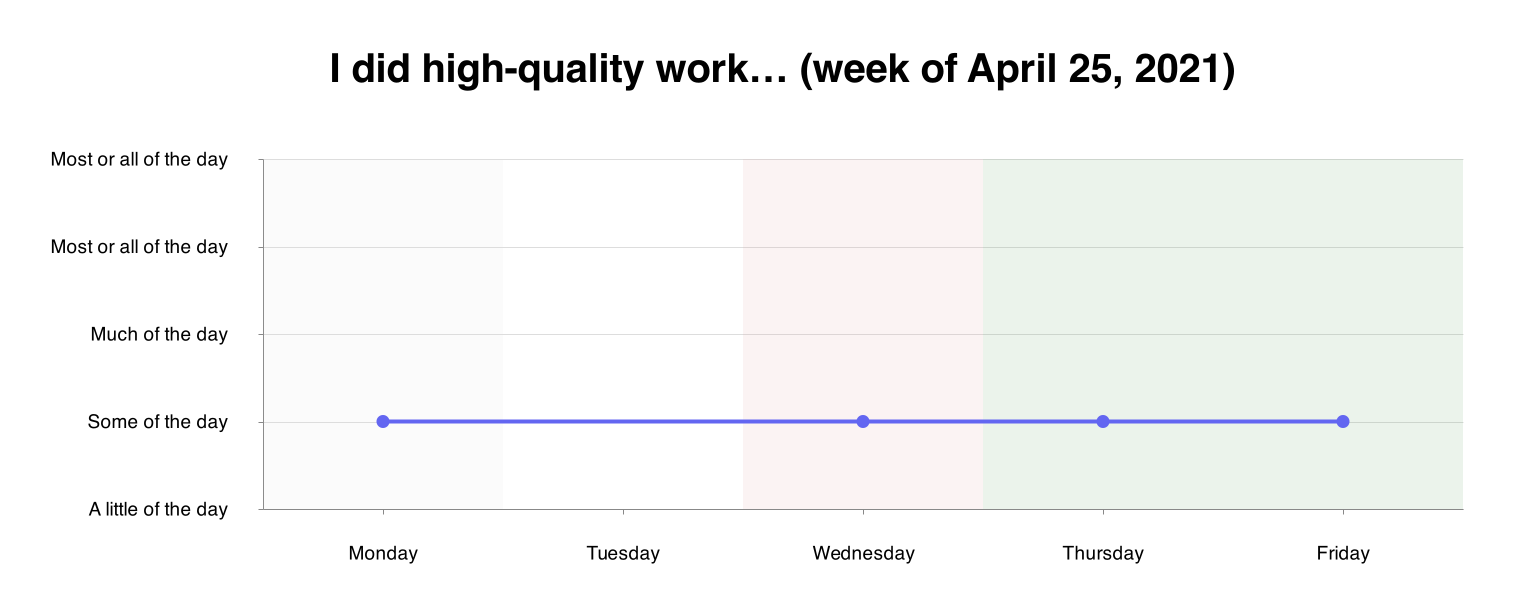 I did high-quality work… (week of April 25, 2021)
Most or all of the day
Most or all of the day
Much of the day
Some of the day
A little of the day
Monday Tuesday Wednesday Thursday Friday